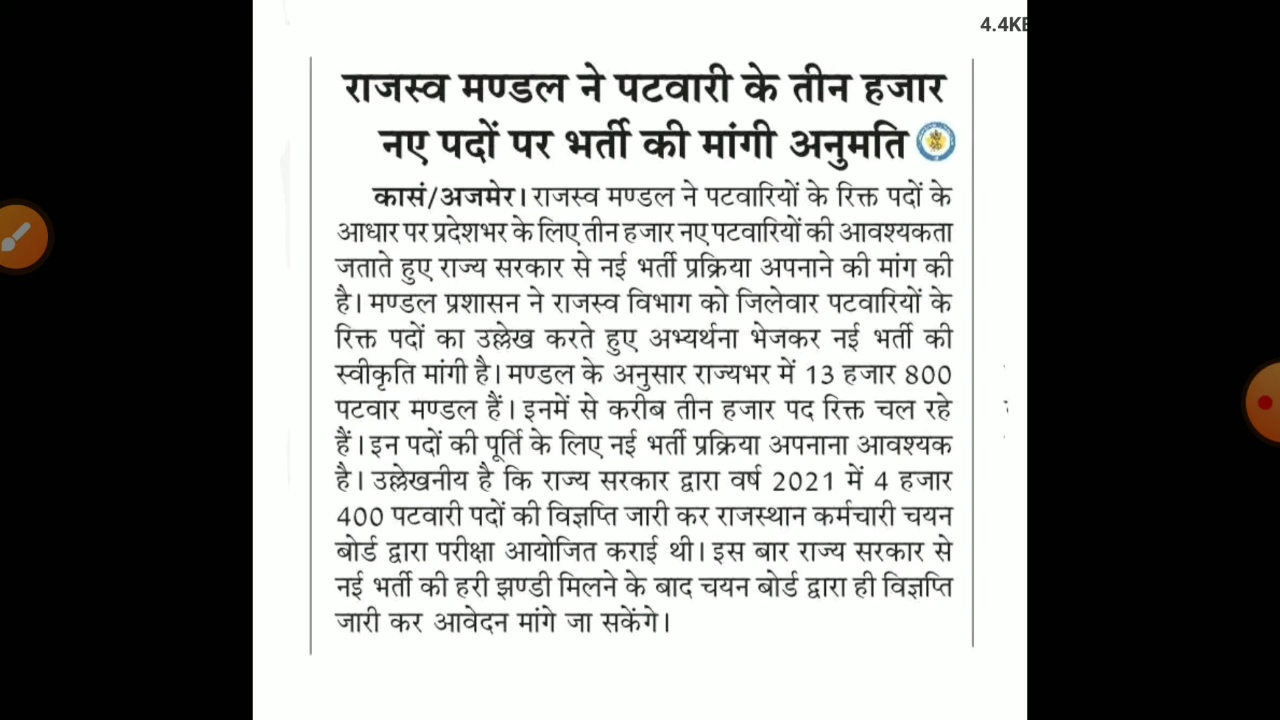 4.4KB
राजस्व मण्डल ने पटवारी के तीन हजार
नए पदों पर भर्ती की मांगी अनुमति
कासं/अजमेर। राजस्व मण्डल ने पटवारियों के रिक्त पदों के
आधार पर प्रदेशभर के लिए तीन हजार नए पटवारियों की आवश्यकता
जताते हुए राज्य सरकार से नई भर्ती प्रक्रिया अपनाने की मांग की
है। मण्डल प्रशासन ने राजस्व विभाग को जिलेवार पटवारियों के
रिक्त पदों का उल्लेख करते हुए अभ्यर्थना भेजकर नई भर्ती की
स्वीकृति मांगी है। मण्डल के अनुसार राज्यभर में 13 हजार 800
पटवार मण्डल हैं। इनमें से करीब तीन हजार पद रिक्त चल रहे
हैं। इन पदों की पूर्ति के लिए नई भर्ती प्रक्रिया अपनाना आवश्यक
है। उल्लेखनीय है कि राज्य सरकार द्वारा वर्ष 2021 में 4 हजार
400 पटवारी पदों की विज्ञप्ति जारी कर राजस्थान कर्मचारी चयन
बोर्ड द्वारा परीक्षा आयोजित कराई थी। इस बार राज्य सरकार से
नई भर्ती की हरी झण्डी मिलने के बाद चयन बोर्ड द्वारा ही विज्ञप्ति
जारी कर आवेदन मांगे जा सकेंगे।